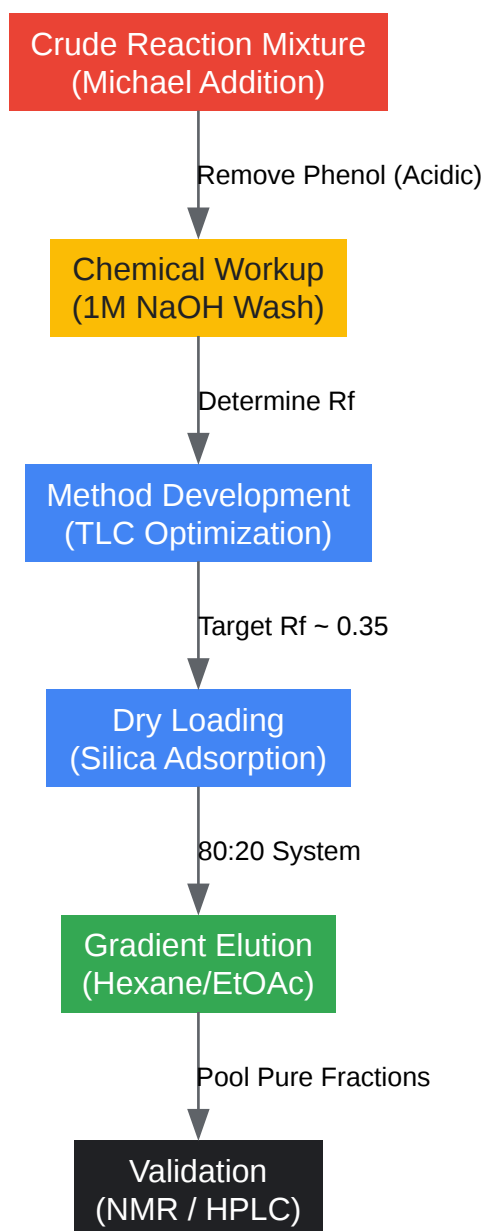 Crude Reaction Mixture
(Michael Addition)
Remove Phenol (Acidic)
Chemical Workup
(1M NaOH Wash)
Determine Rf
Method Development
(TLC Optimization)
Target Rf ~ 0.35
Dry Loading
(Silica Adsorption)
80:20 System
Gradient Elution
(Hexane/EtOAc)
Pool Pure Fractions
Validation
(NMR / HPLC)